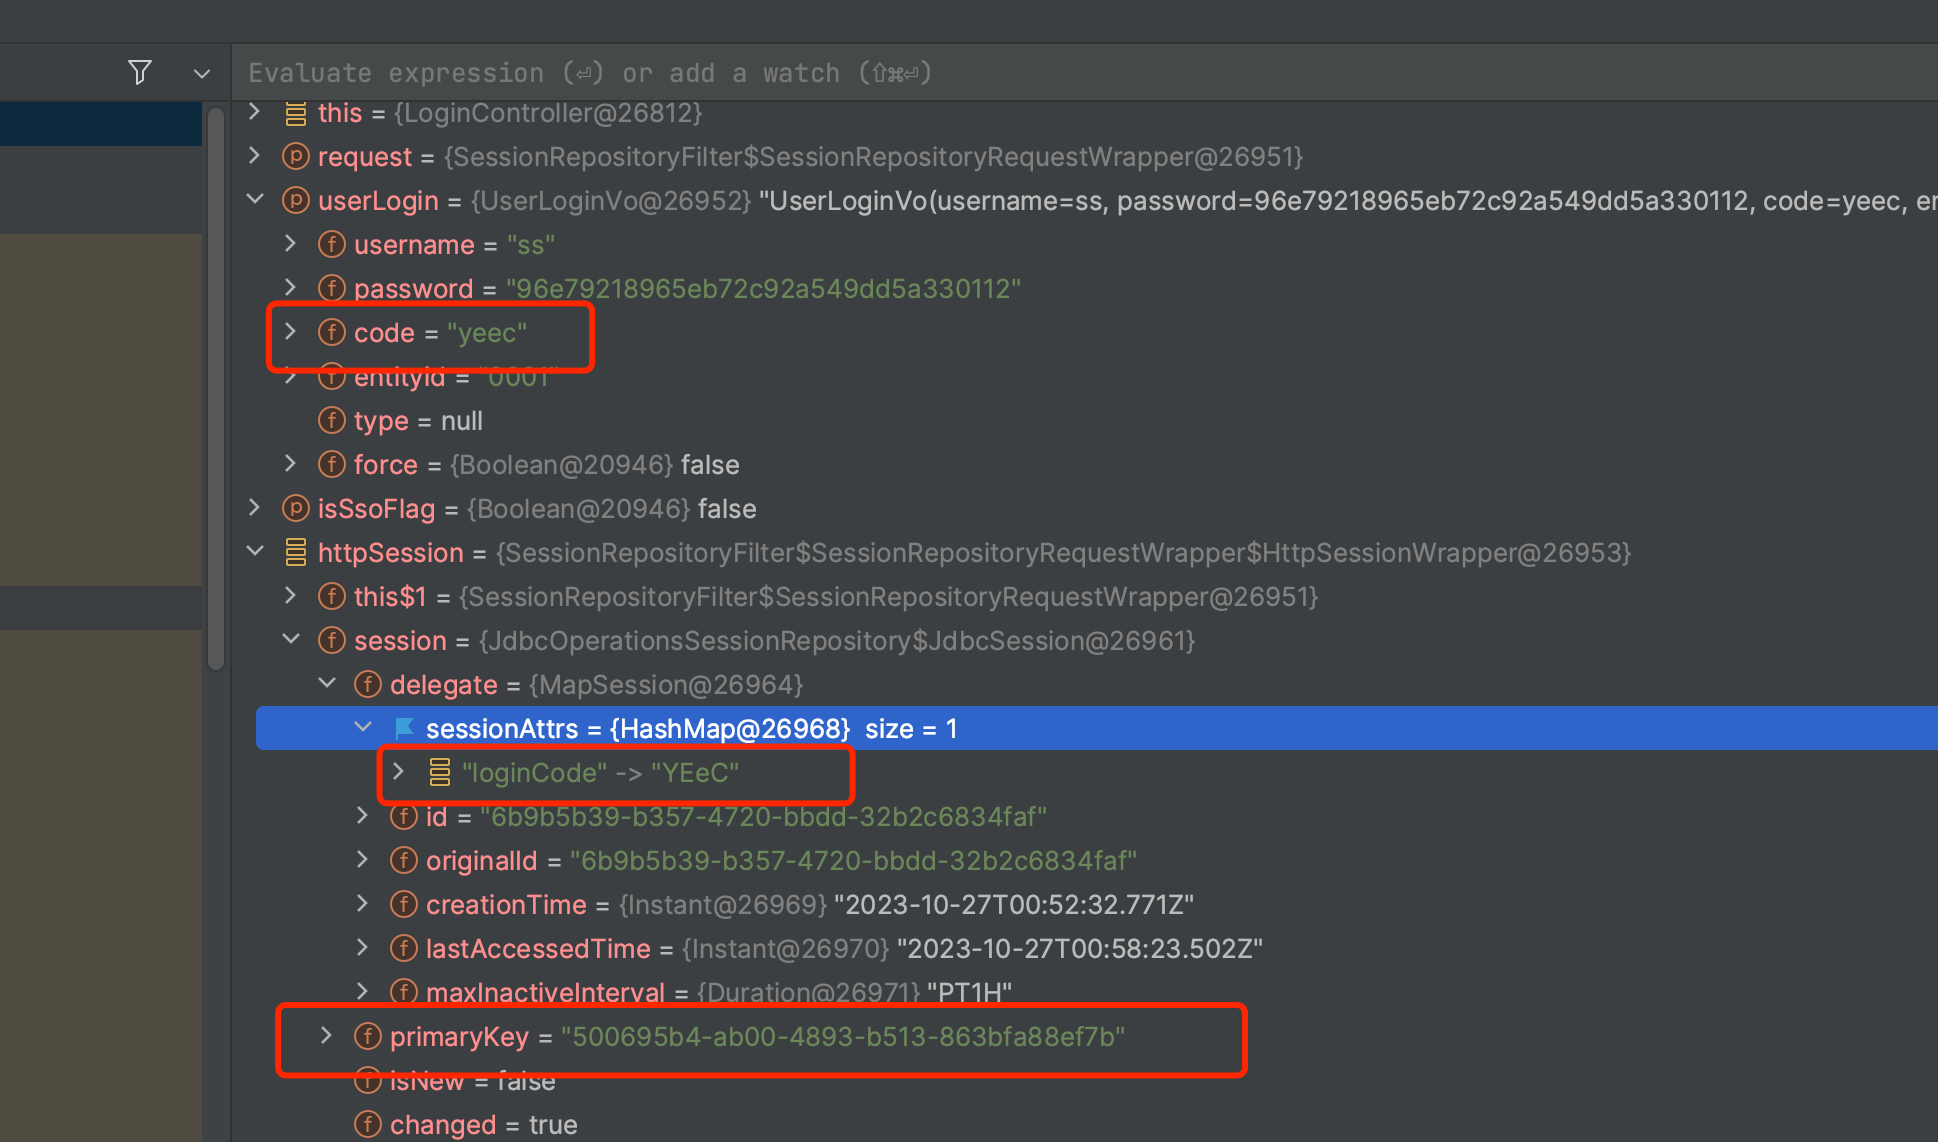 Evaluate expression (⏎) or add a watch (⇧⌘⏎)
this = {LoginController@26812}
request = {SessionRepositoryFilter$SessionRepositoryRequestWrapper@26951}
userLogin = {UserLoginVo@26952} "UserLoginVo(username=ss, password=96e79218965eb72c92a549dd5a330112, code=yeec, en
username = "ss"
password = "96e79218965eb72c92a549dd5a330112"
code = "yeec"
entityId = "0001"
type = null
force = {Boolean@20946} false
isSsoFlag = {Boolean@20946} false
httpSession = {SessionRepositoryFilter$SessionRepositoryRequestWrapper$HttpSessionWrapper@26953}
this$1 = {SessionRepositoryFilter$SessionRepositoryRequestWrapper@26951}
session = {JdbcOperationsSessionRepository$JdbcSession@26961}
delegate = {MapSession@26964}
sessionAttrs = {HashMap@26968} size = 1
"loginCode" -> "YEeC"
id = "6b9b5b39-b357-4720-bbdd-32b2c6834faf"
originalId = "6b9b5b39-b357-4720-bbdd-32b2c6834faf"
creationTime = {Instant@26969} "2023-10-27T00:52:32.771Z"
lastAccessedTime = {Instant@26970} "2023-10-27T00:58:23.502Z"
maxInactiveInterval = {Duration@26971} "PT1H"
primaryKey = "500695b4-ab00-4893-b513-863bfa88ef7b"
isNew = false
changed = true